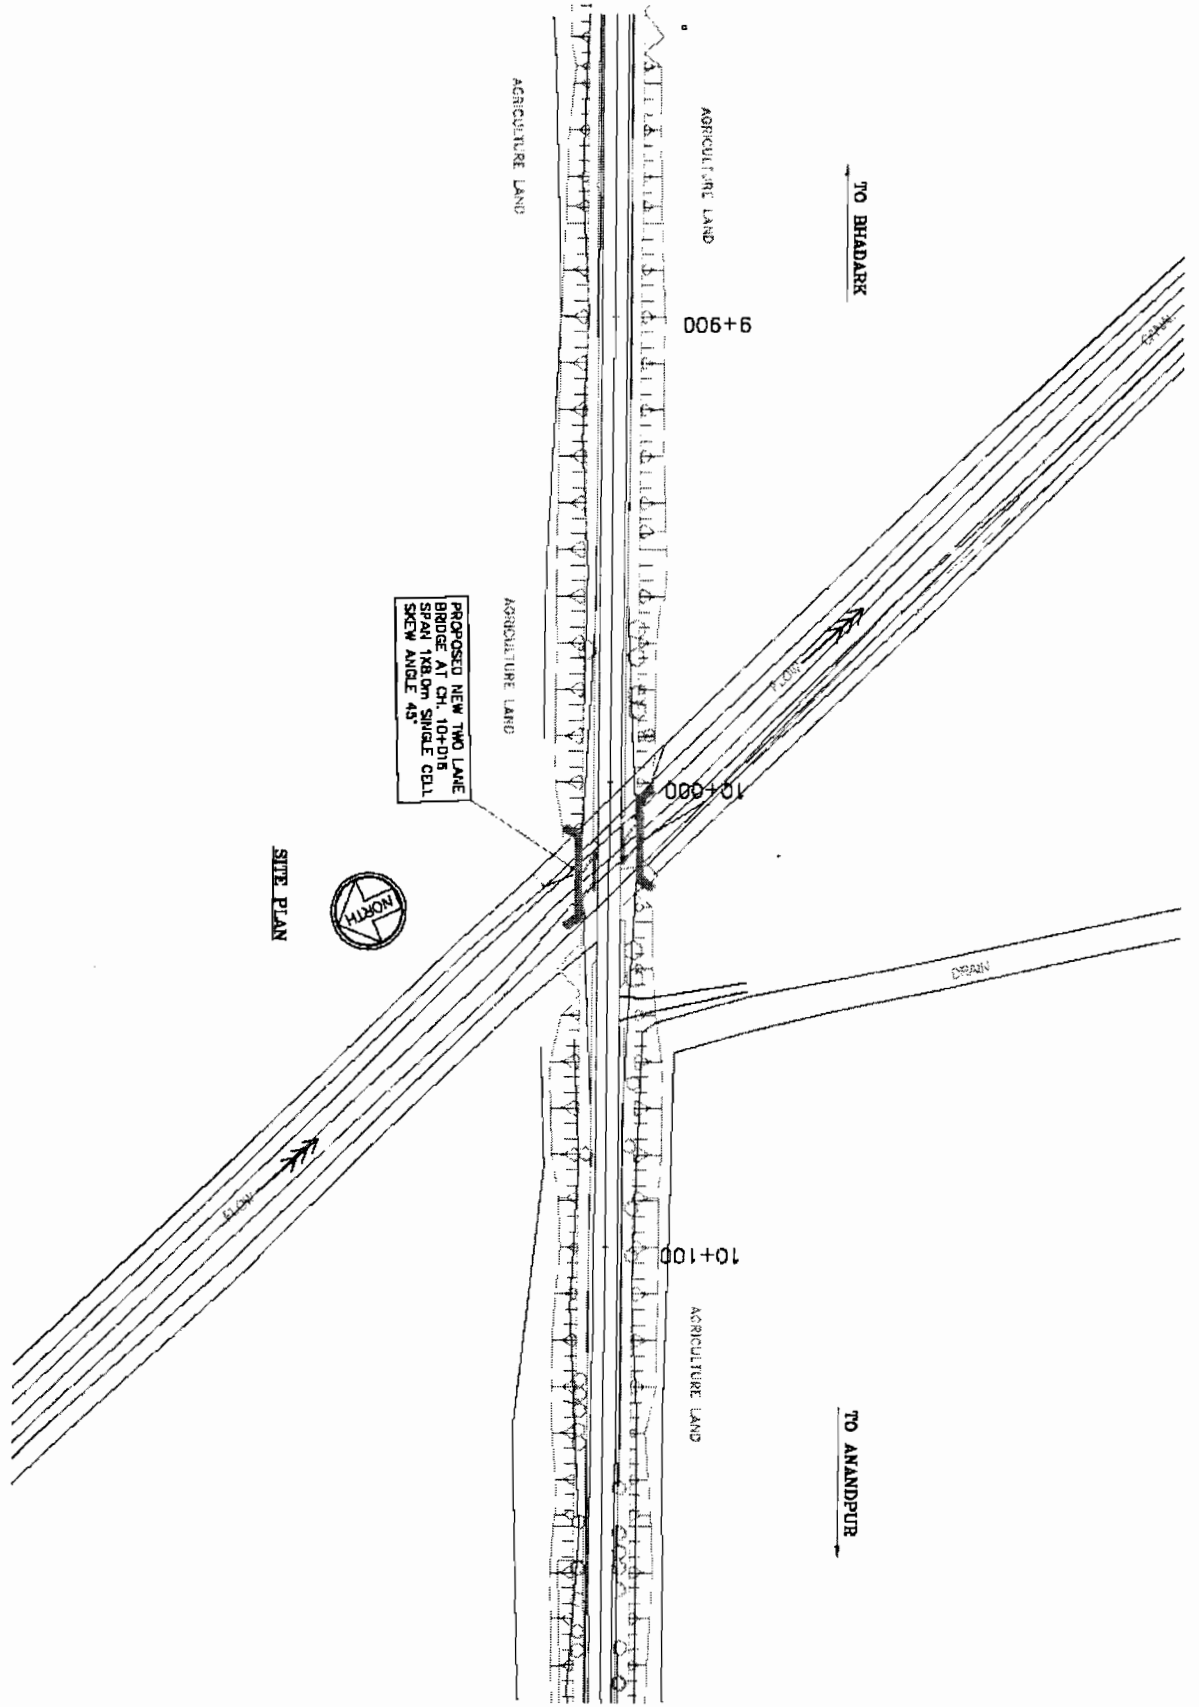 TO BHADARK
AGRICULTURE LAND
AGRICULTURE LAND
9+900
FLOW
AGRICULTURE LAND
PROPOSED NEW TWO LANE
BRIDGE AT CH. 10+015
SPAN 1X8.0m SINGLE CELL
SKEW ANGLE 45°
10+000
SITE PLAN
NORTH
DRAIN
FLOW
10+100
AGRICULTURE LAND
TO ANANDPUR